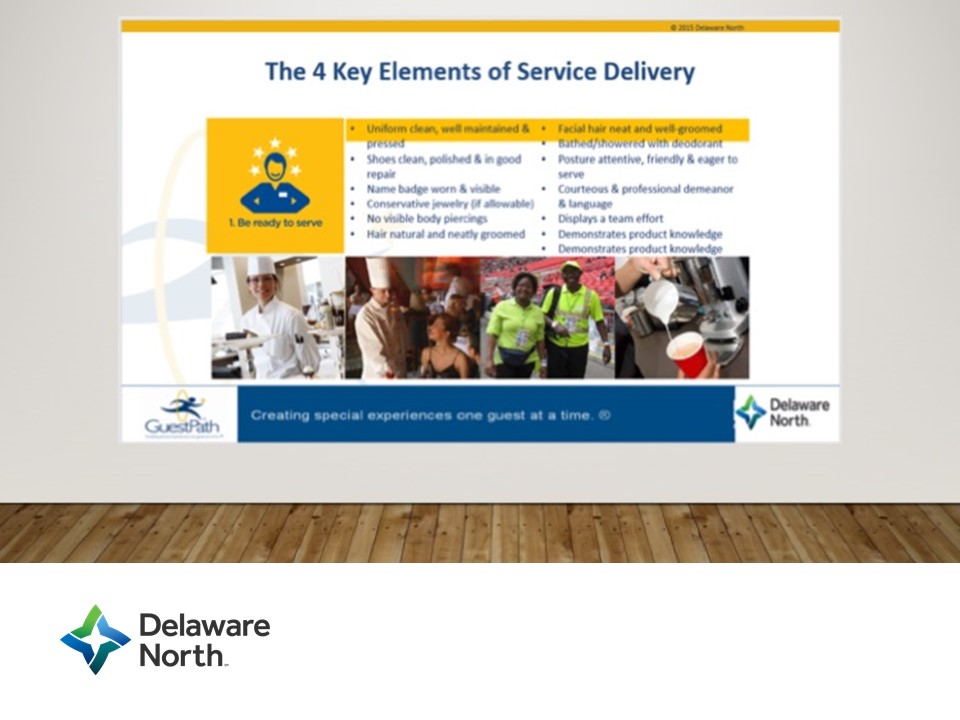 © 2015 Delaware North
The 4 Key Elements of Service Delivery
1. Be ready to serve
• Uniform clean, well maintained &
pressed
• Shoes clean, polished & in good
repair
• Name badge worn & visible
• Conservative jewelry (if allowable)
• No visible body piercings
• Hair natural and neatly groomed
• Facial hair neat and well-groomed
• Bathed/showered with deodorant
• Posture attentive, friendly & eager to
serve
• Courteous & professional demeanor
& language
• Displays a team effort
• Demonstrates product knowledge
• Demonstrates product knowledge
GuestPath
Creating special experiences one guest at a time. ®
Delaware
North
Delaware
North